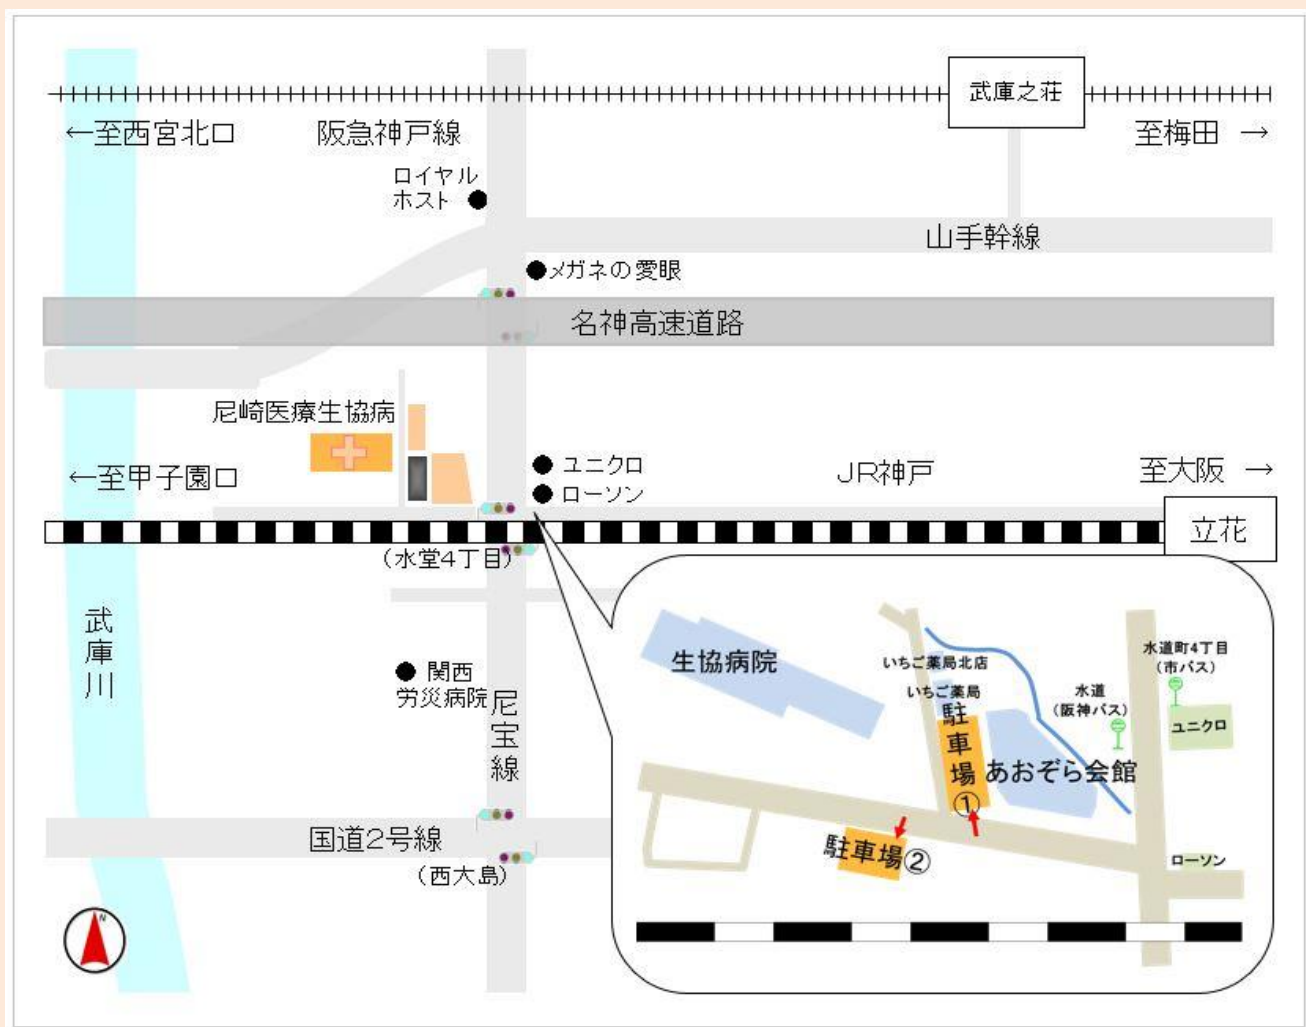 武庫之荘
←至西宮北口
阪急神戸線
至梅田 →
ロイヤル
ホスト
山手幹線
メガネの愛眼
名神高速道路
尼崎医療生協病
←至甲子園口
ユニクロ
ローソン
JR神戸
至大阪 →
立花
(水堂4丁目)
武庫川
関西
労災病院
尼宝線
国道2号線
(西大島)
N
生協病院
いちご薬局北店
いちご薬局
駐車場①
あおぞら会館
水道
(阪神バス)
水道町4丁目
(市バス)
ユニクロ
駐車場②
ローソン